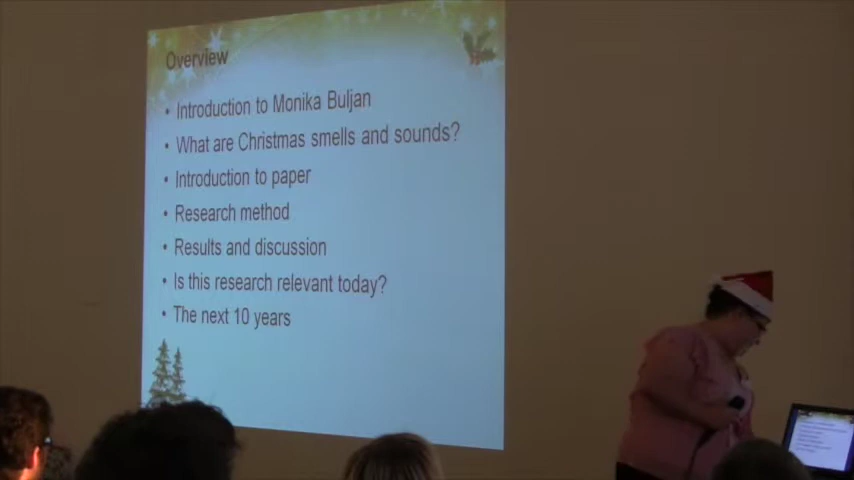 Overview
• Introduction to Monika Buljan
• What are Christmas smells and sounds?
• Introduction to paper
• Research method
• Results and discussion
• Is this research relevant today?
• The next 10 years